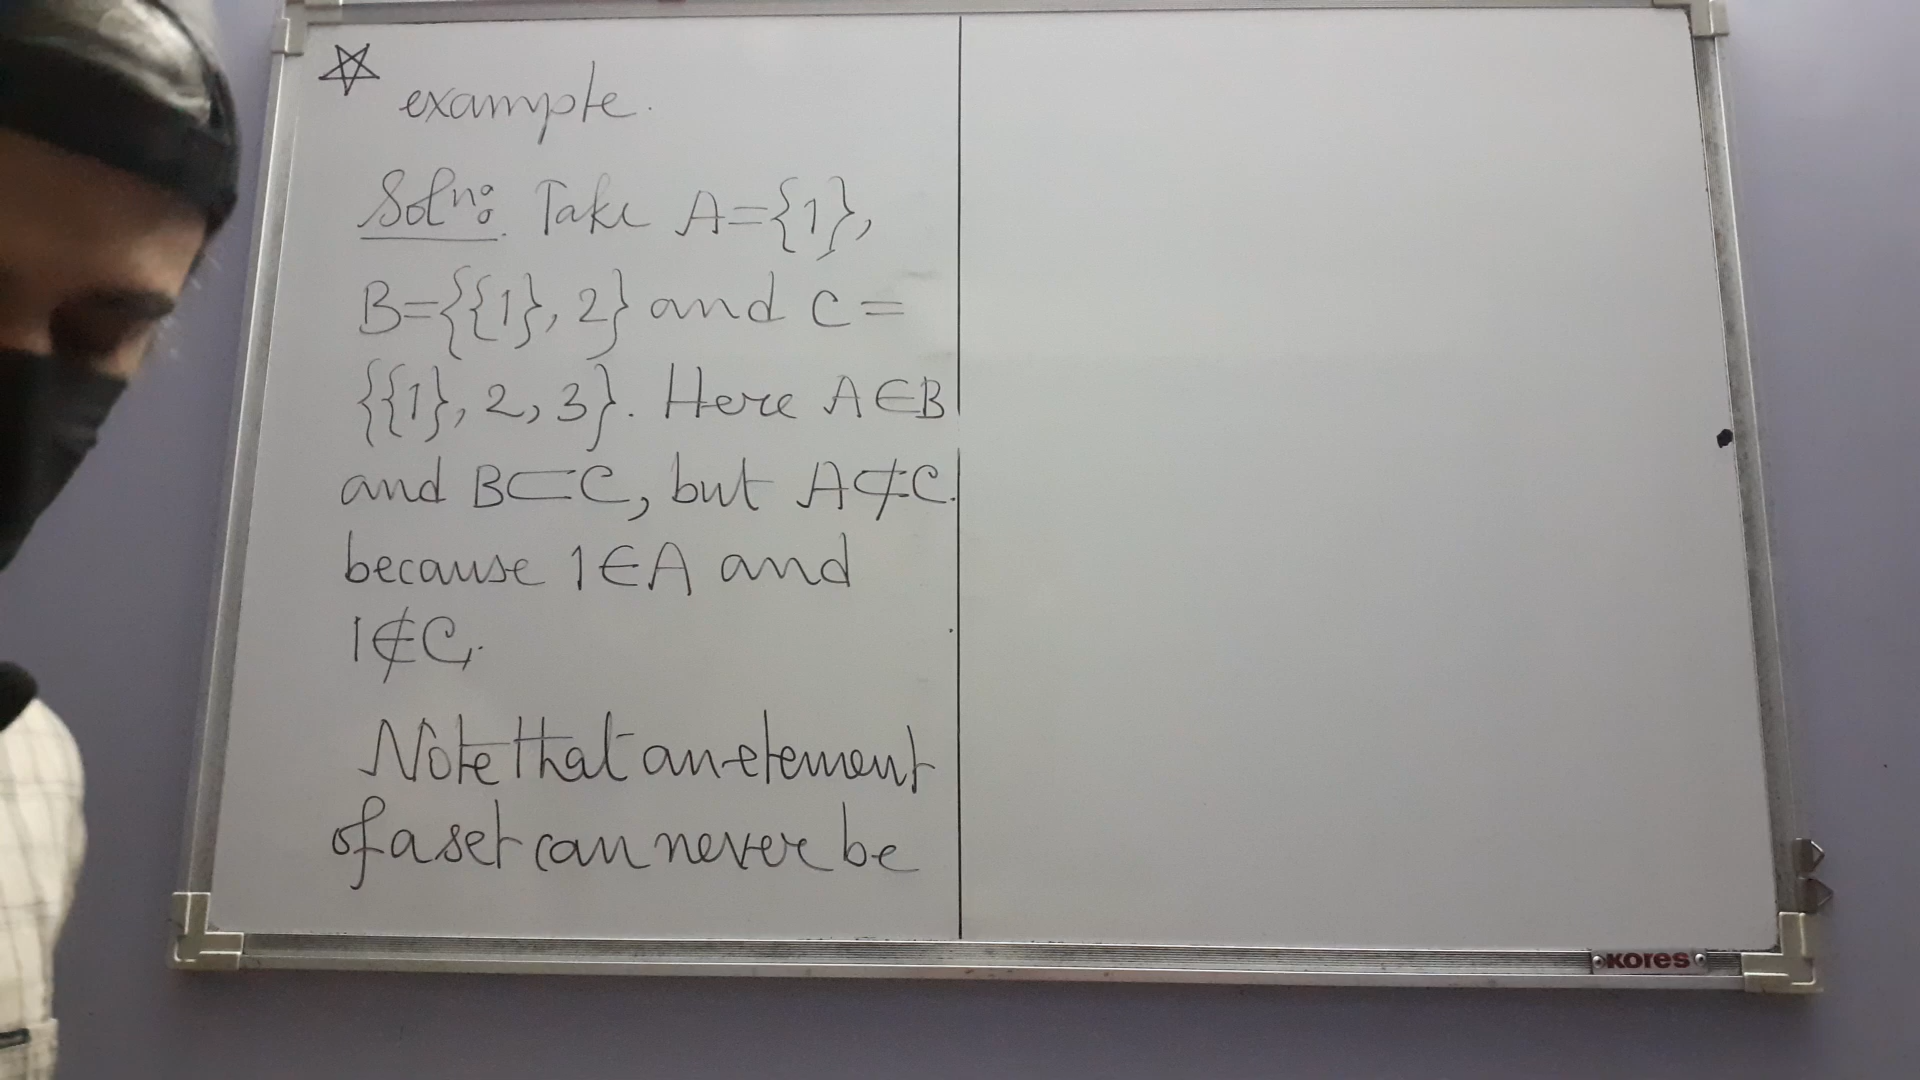 example.
Soln: Take A={1},
B={{1}, 2} and C =
{{1}, 2, 3}. Here A∈B
and B⊂C, but A⊄C.
because 1∈A and
1∉C.
Note that an element
of a set can never be
kores